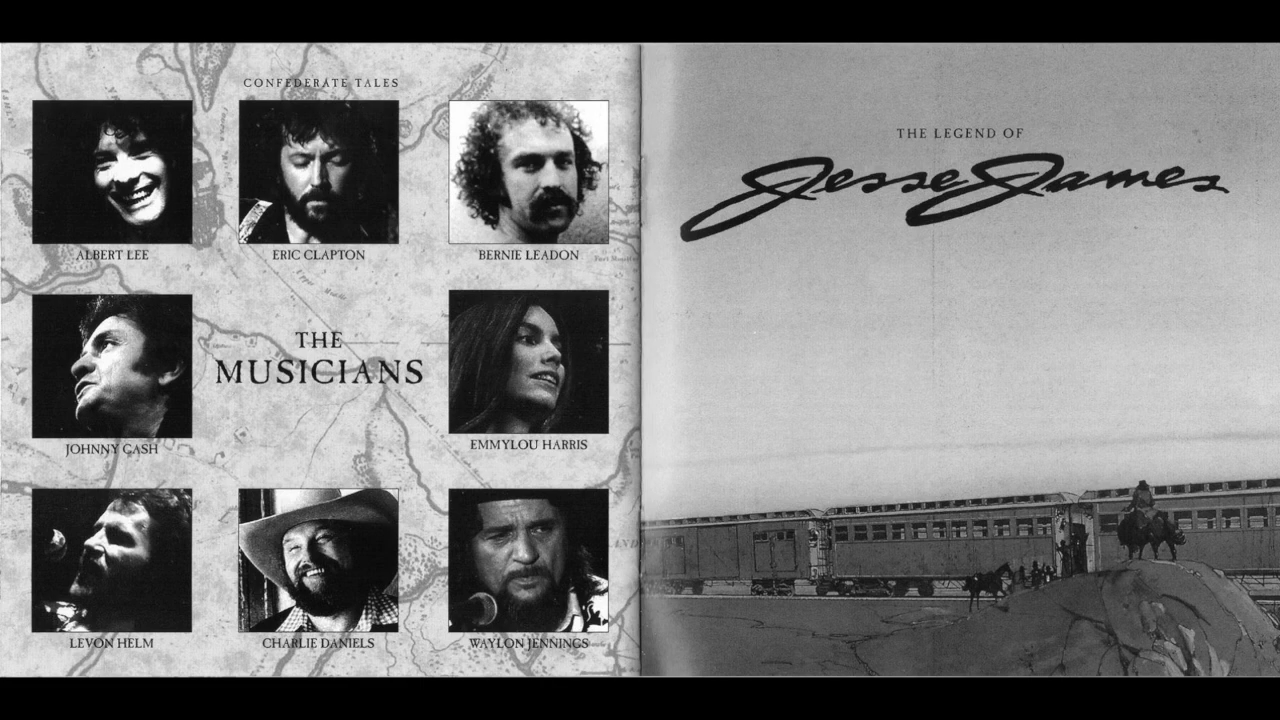 CONFEDERATE TALES
ALBERT LEE
ERIC CLAPTON
BERNIE LEADON
THE
MUSICIANS
JOHNNY CASH
EMMYLOU HARRIS
LEVON HELM
CHARLIE DANIELS
WAYLON JENNINGS
THE LEGEND OF
Jesse James